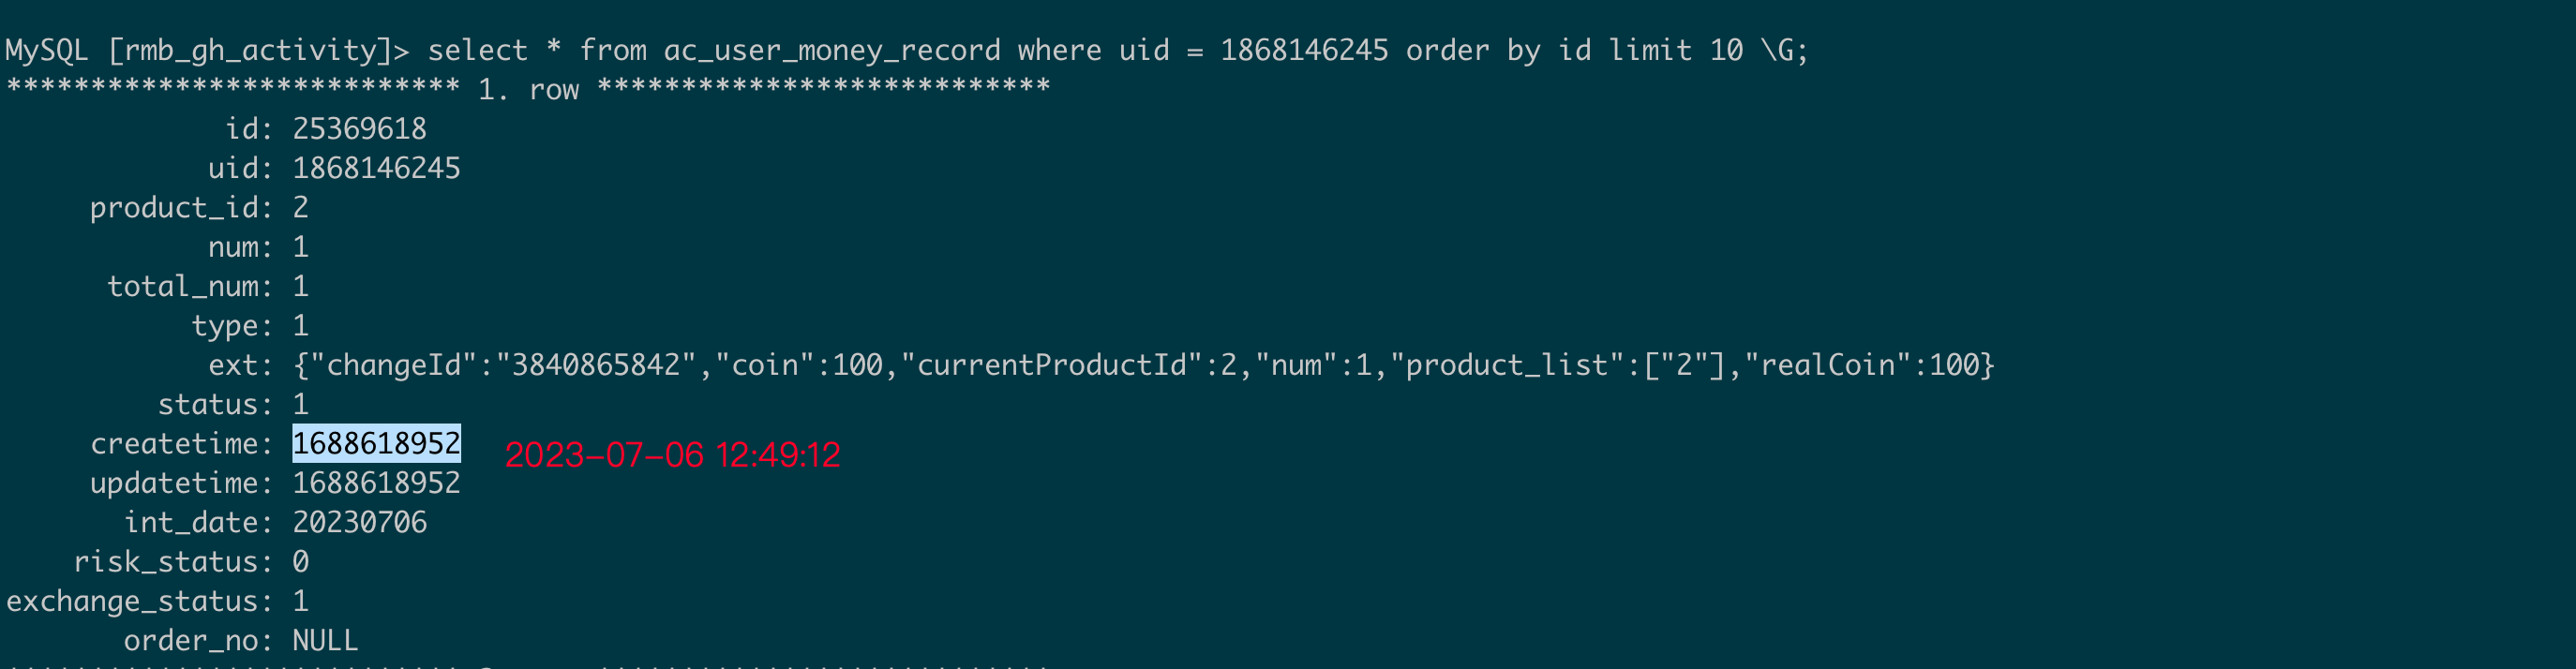 MySQL [rmb_gh_activity]> select * from ac_user_money_record where uid = 1868146245 order by id limit 10 \G;
*************************** 1. row ***************************
id: 25369618
uid: 1868146245
product_id: 2
num: 1
total_num: 1
type: 1
ext: {"changeId":"3840865842","coin":100,"currentProductId":2,"num":1,"product_list":["2"],"realCoin":100}
status: 1
createtime: 1688618952 2023-07-06 12:49:12
updatetime: 1688618952
int_date: 20230706
risk_status: 0
exchange_status: 1
order_no: NULL